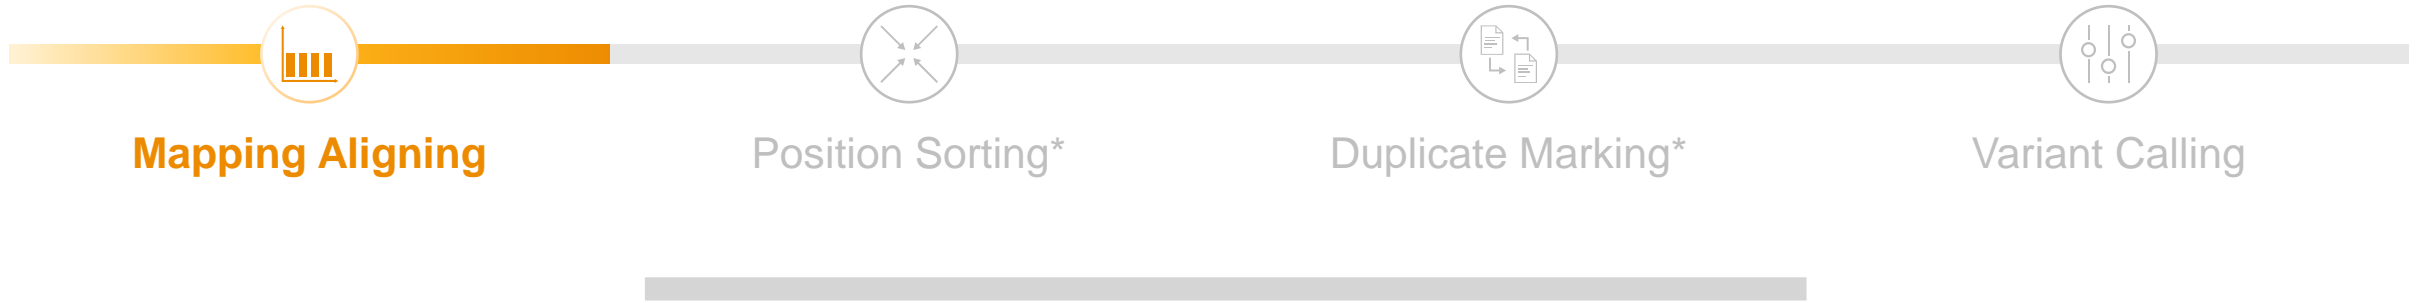 Mapping Aligning
Position Sorting*
Duplicate Marking*
Variant Calling